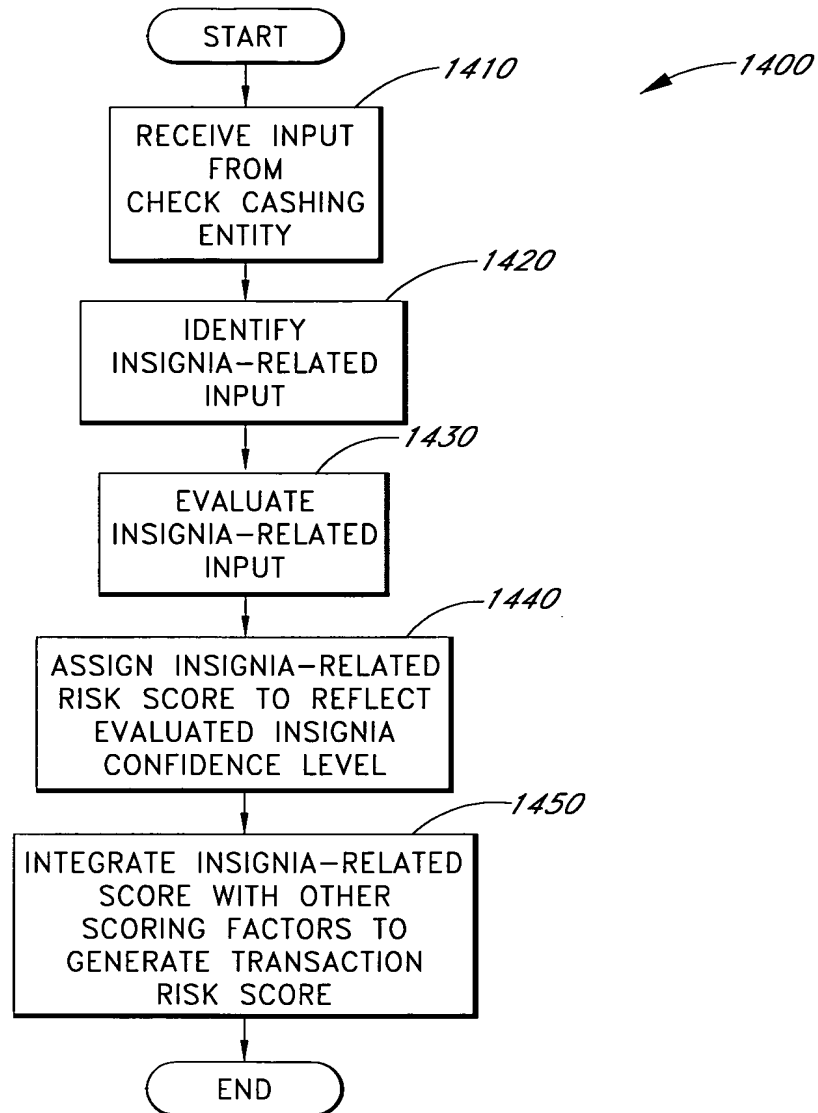 START
1410
1400
RECEIVE INPUT
FROM
CHECK CASHING
ENTITY
1420
IDENTIFY
INSIGNIA-RELATED
INPUT
1430
EVALUATE
INSIGNIA-RELATED
INPUT
1440
ASSIGN INSIGNIA-RELATED
RISK SCORE TO REFLECT
EVALUATED INSIGNIA
CONFIDENCE LEVEL
1450
INTEGRATE INSIGNIA-RELATED
SCORE WITH OTHER
SCORING FACTORS TO
GENERATE TRANSACTION
RISK SCORE
END